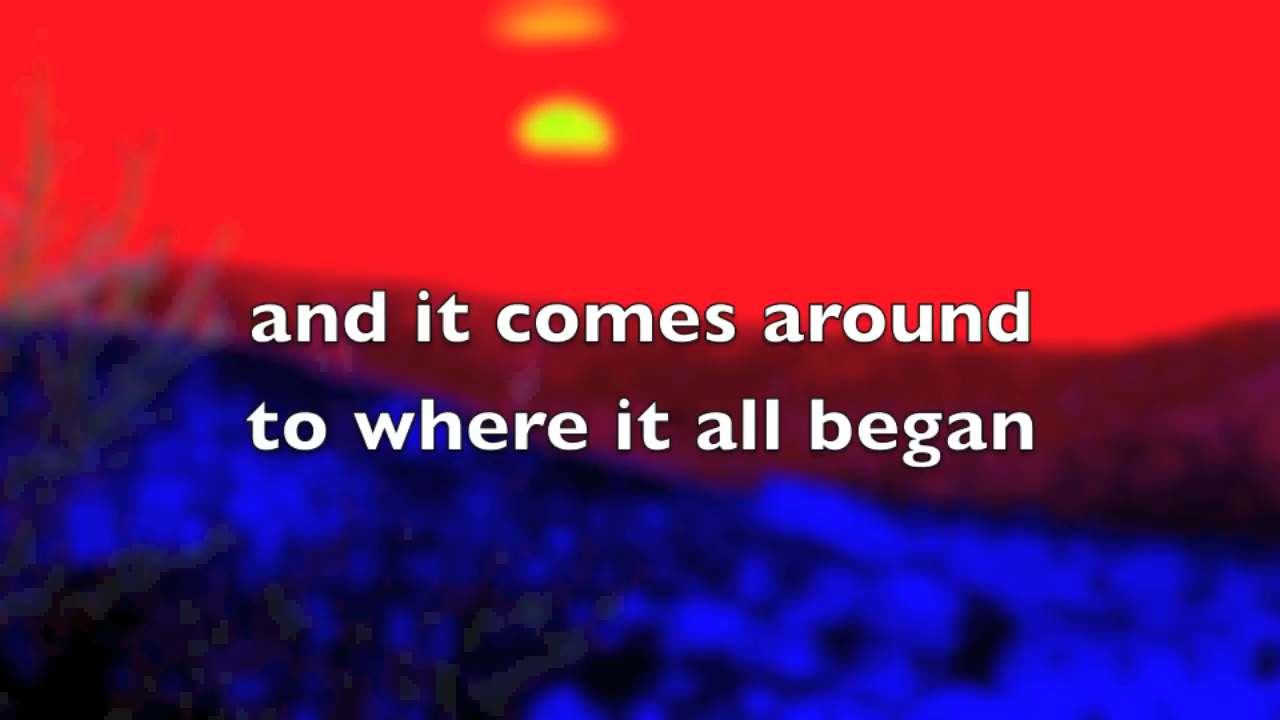 and it comes around
to where it all began